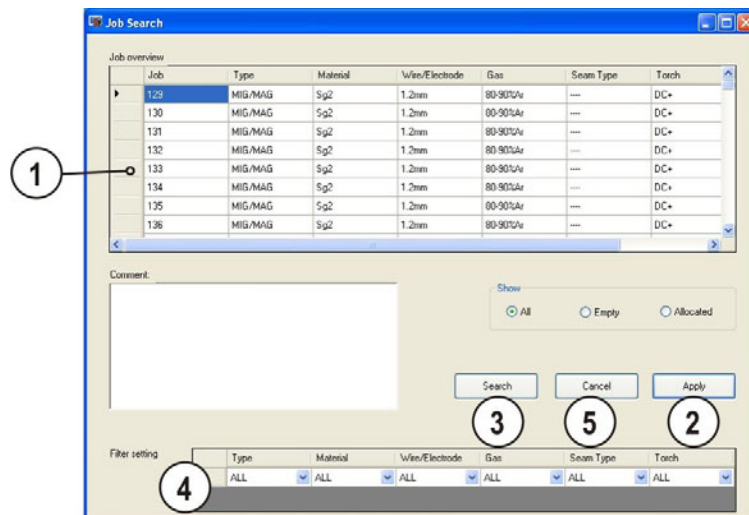 Job Search
Job overview
Job Type Material Wire/Electrode Gas Seam Type Torch
129 MIG/MAG Sg2 1.2mm 80-90%Ar ---- DC+
130 MIG/MAG Sg2 1.2mm 80-90%Ar ---- DC+
131 MIG/MAG Sg2 1.2mm 80-90%Ar ---- DC+
132 MIG/MAG Sg2 1.2mm 80-90%Ar ---- DC+
1 133 MIG/MAG Sg2 1.2mm 80-90%Ar ---- DC+
134 MIG/MAG Sg2 1.2mm 80-90%Ar ---- DC+
135 MIG/MAG Sg2 1.2mm 80-90%Ar ---- DC+
136 MIG/MAG Sg2 1.2mm 80-90%Ar ---- DC+
Comment:
Show
All Empty Allocated
Search Cancel Apply
3 5 2
Filter setting Type Material Wire/Electrode Gas Seam Type Torch
4 ALL ALL ALL ALL ALL ALL